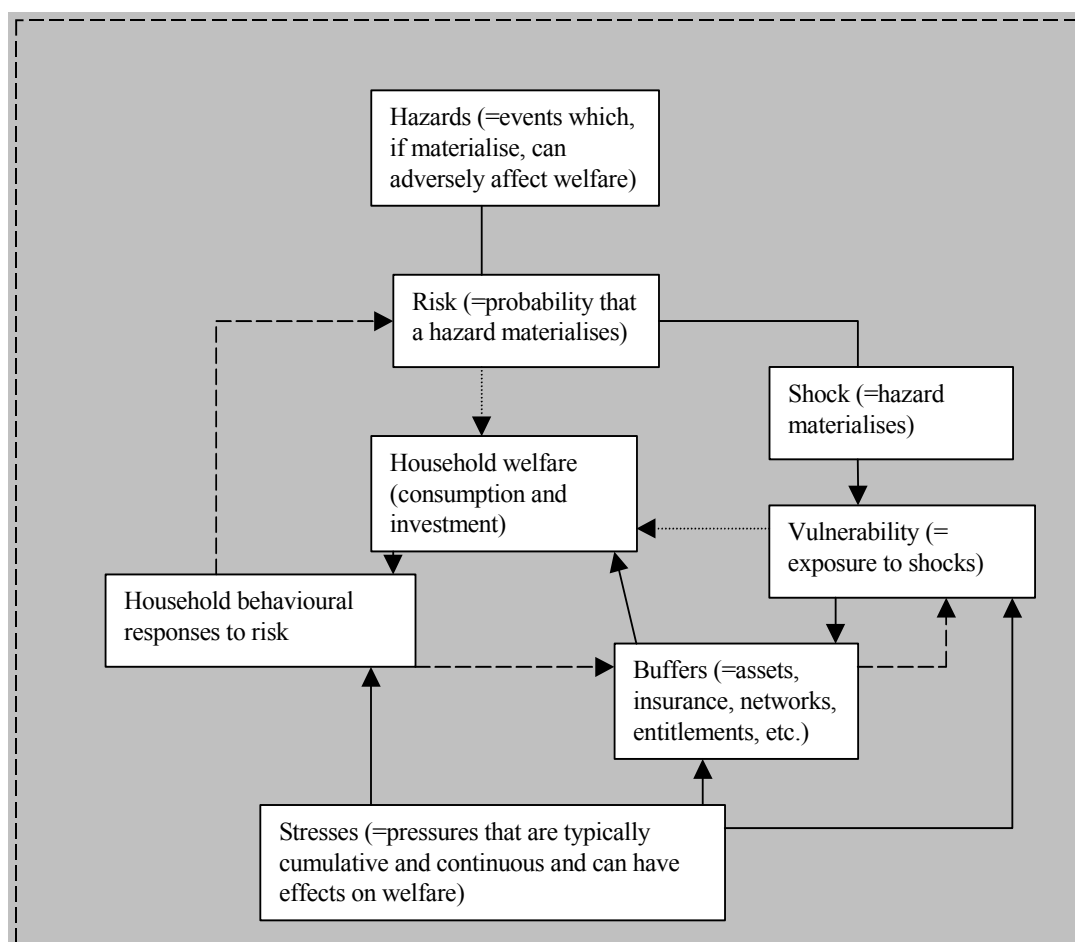 Hazards (=events which,
if materialise, can
adversely affect welfare)
Risk (=probability that
a hazard materialises)
Shock (=hazard
materialises)
Household welfare
(consumption and
investment)
Vulnerability (=
exposure to shocks)
Household behavioural
responses to risk
Buffers (=assets,
insurance, networks,
entitlements, etc.)
Stresses (=pressures that are typically
cumulative and continuous and can have
effects on welfare)